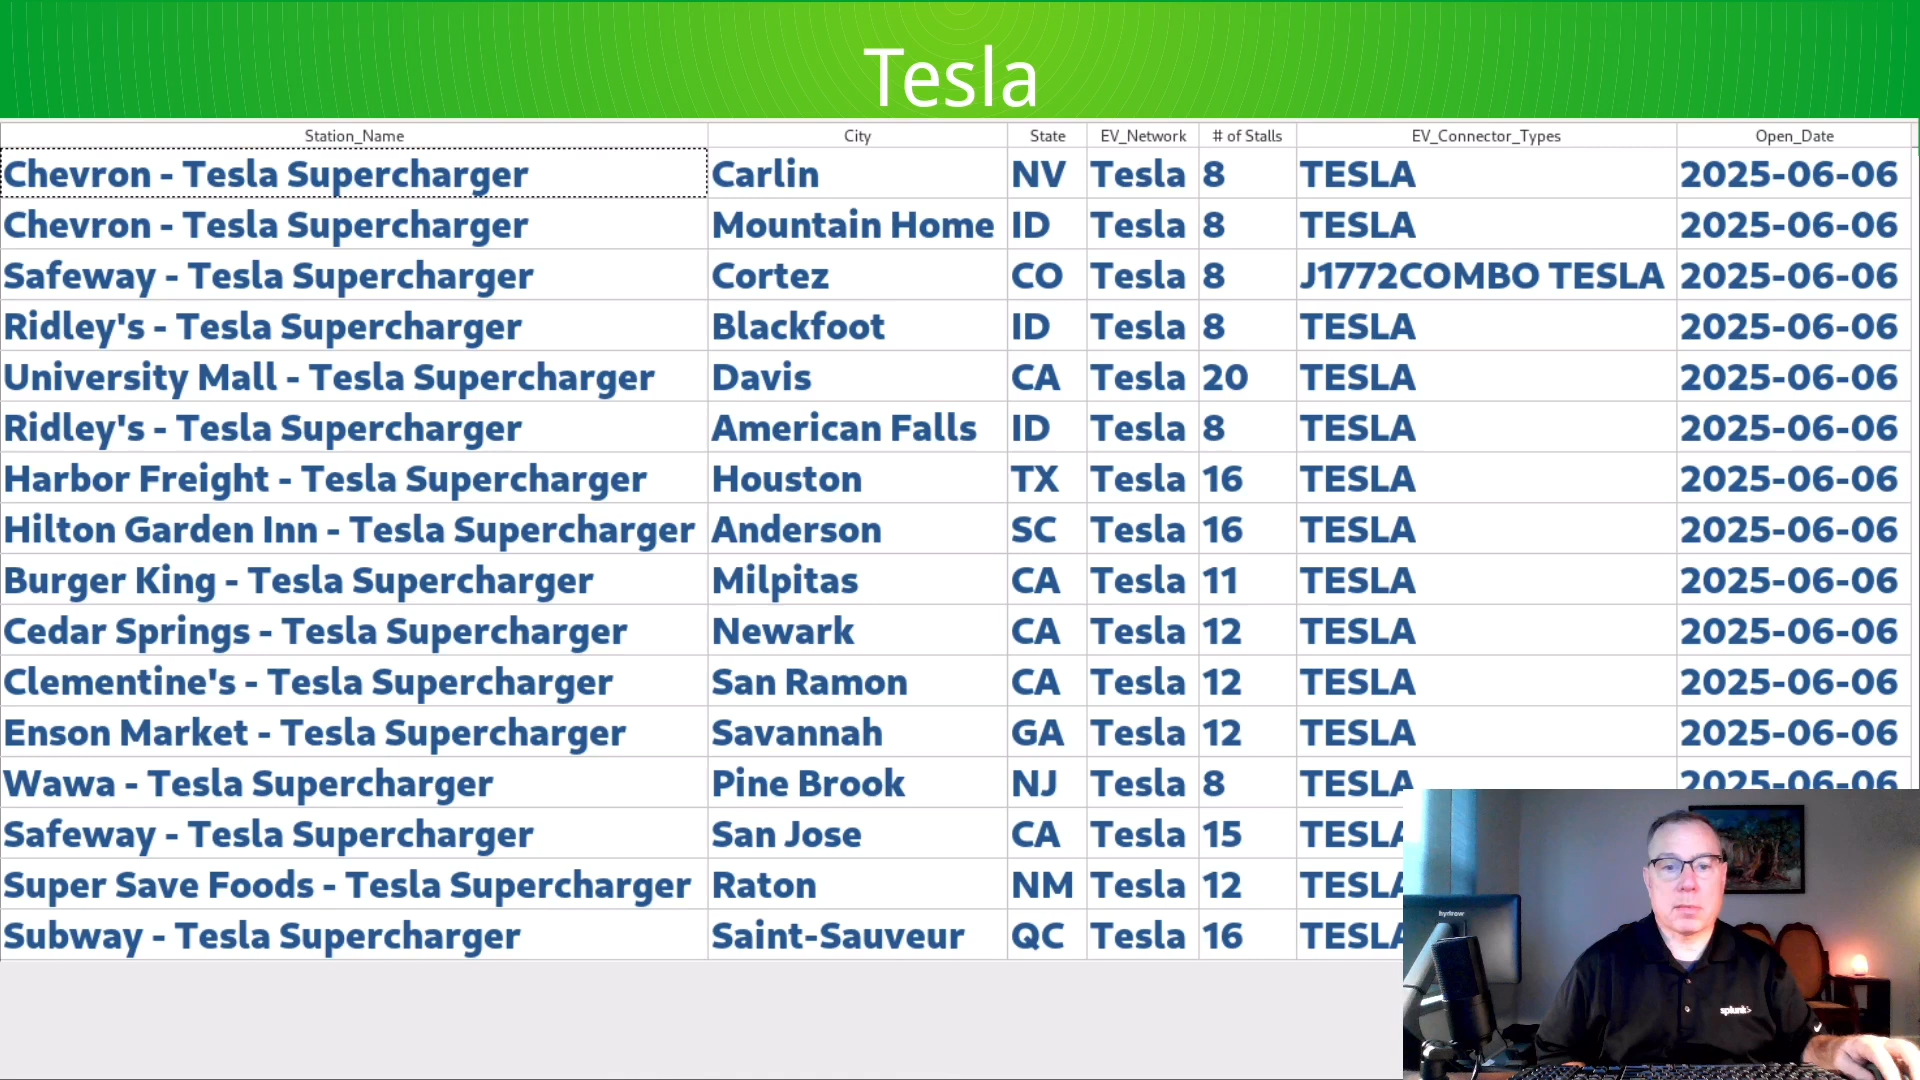 Tesla
Station_Name City State EV_Network # of Stalls EV_Connector_Types Open_Date
Chevron - Tesla Supercharger Carlin NV Tesla 8 TESLA 2025-06-06
Chevron - Tesla Supercharger Mountain Home ID Tesla 8 TESLA 2025-06-06
Safeway - Tesla Supercharger Cortez CO Tesla 8 J1772COMBO TESLA 2025-06-06
Ridley's - Tesla Supercharger Blackfoot ID Tesla 8 TESLA 2025-06-06
University Mall - Tesla Supercharger Davis CA Tesla 20 TESLA 2025-06-06
Ridley's - Tesla Supercharger American Falls ID Tesla 8 TESLA 2025-06-06
Harbor Freight - Tesla Supercharger Houston TX Tesla 16 TESLA 2025-06-06
Hilton Garden Inn - Tesla Supercharger Anderson SC Tesla 16 TESLA 2025-06-06
Burger King - Tesla Supercharger Milpitas CA Tesla 11 TESLA 2025-06-06
Cedar Springs - Tesla Supercharger Newark CA Tesla 12 TESLA 2025-06-06
Clementine's - Tesla Supercharger San Ramon CA Tesla 12 TESLA 2025-06-06
Enson Market - Tesla Supercharger Savannah GA Tesla 12 TESLA 2025-06-06
Wawa - Tesla Supercharger Pine Brook NJ Tesla 8 TESLA 2025-06-06
Safeway - Tesla Supercharger San Jose CA Tesla 15 TESLA
Super Save Foods - Tesla Supercharger Raton NM Tesla 12 TESLA
Subway - Tesla Supercharger Saint-Sauveur QC Tesla 16 TESLA
splunk>